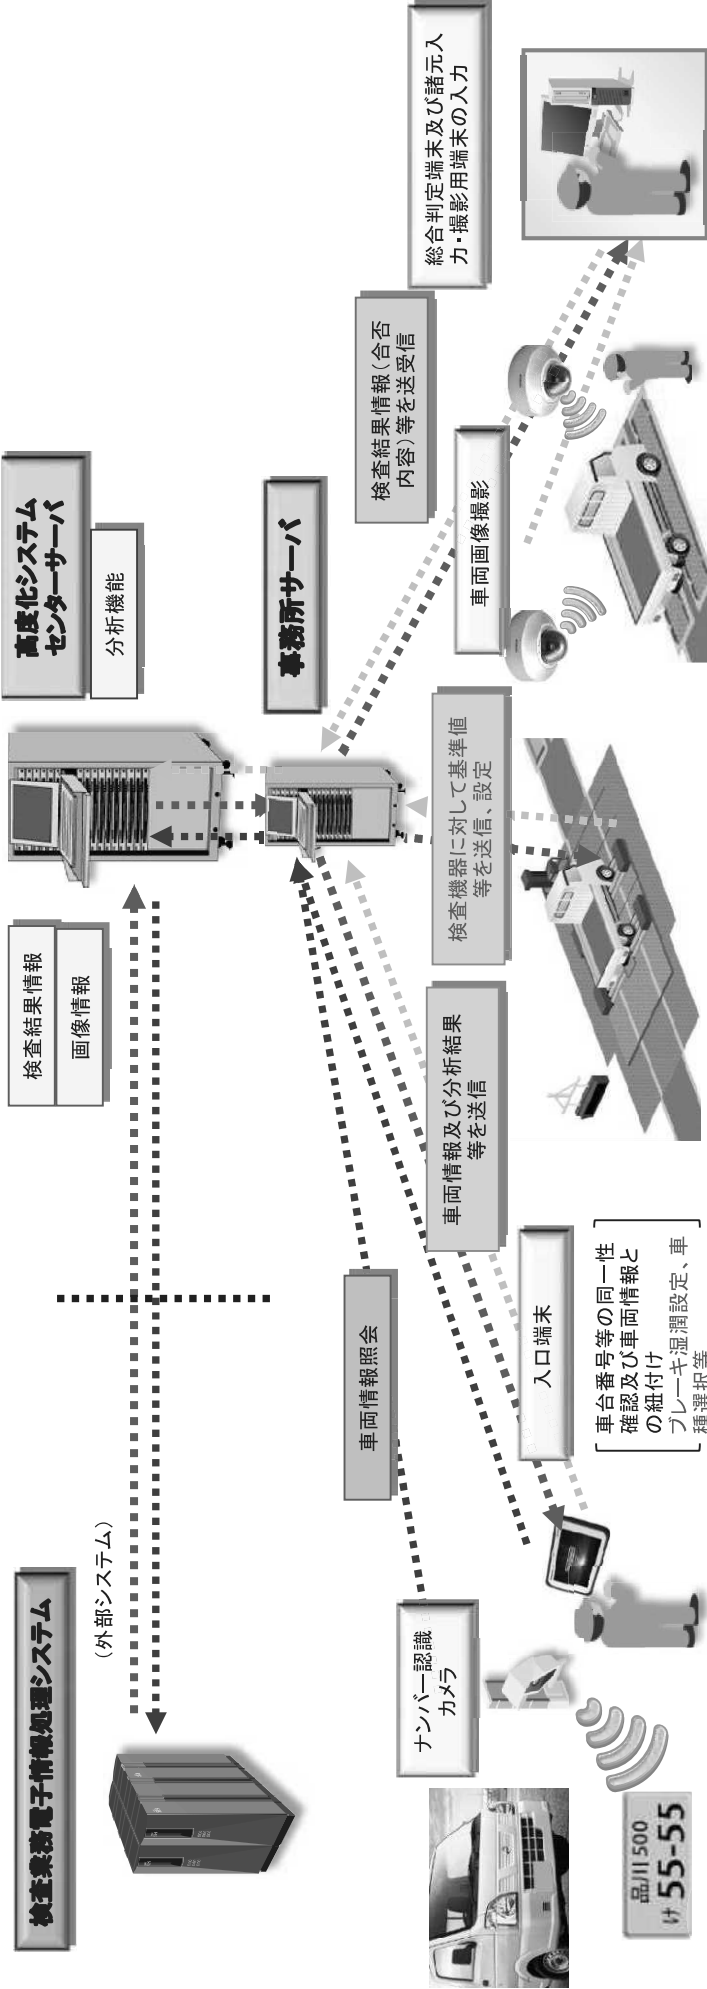 検査業務電子情報処理システム
（外部システム）
検査結果情報
画像情報
高度化システム
センターサーバ
分析機能
事務所サーバ
車両情報照会
ナンバー認識
カメラ
車両情報及び分析結果
等を送信
検査機器に対して基準値
等を送信、設定
検査結果情報（合否
内容）等を送受信
車両画像撮影
総合判定端末及び諸元入
力・撮影用端末の入力
入口端末
車台番号等の同一性
確認及び車両情報と
の紐付け
ブレーキ湿潤設定、車
種選択等
品川 500
け 55-55